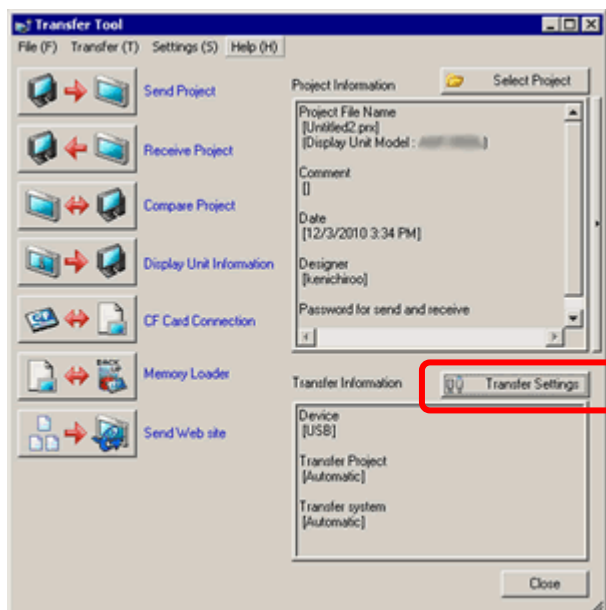 Transfer Tool
File (F) Transfer (T) Settings (S) Help (H)
Send Project
Receive Project
Compare Project
Display Unit Information
CF Card Connection
Memory Loader
BACK
Send Web site
Project Information
Select Project
Project File Name
[Untitled2.prx]
(Display Unit Model :
Comment
[]
Date
[12/3/2010 3:34 PM]
Designer
[kenichiroo]
Password for send and receive
Transfer Information
Transfer Settings
Device
[USB]
Transfer Project
[Automatic]
Transfer system
[Automatic]
Close